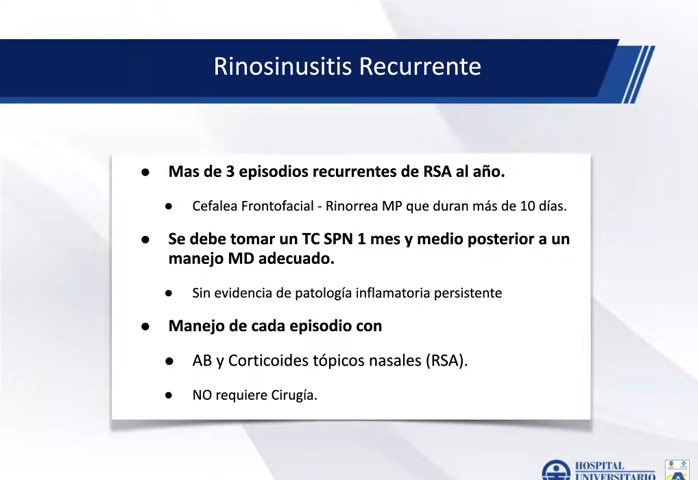 Rinosinusitis Recurrente
● Mas de 3 episodios recurrentes de RSA al año.
● Cefalea Frontofacial - Rinorrea MP que duran más de 10 días.
● Se debe tomar un TC SPN 1 mes y medio posterior a un
manejo MD adecuado.
● Sin evidencia de patología inflamatoria persistente
● Manejo de cada episodio con
● AB y Corticoides tópicos nasales (RSA).
● NO requiere Cirugía.
HOSPITAL
UNIVERSITARIO